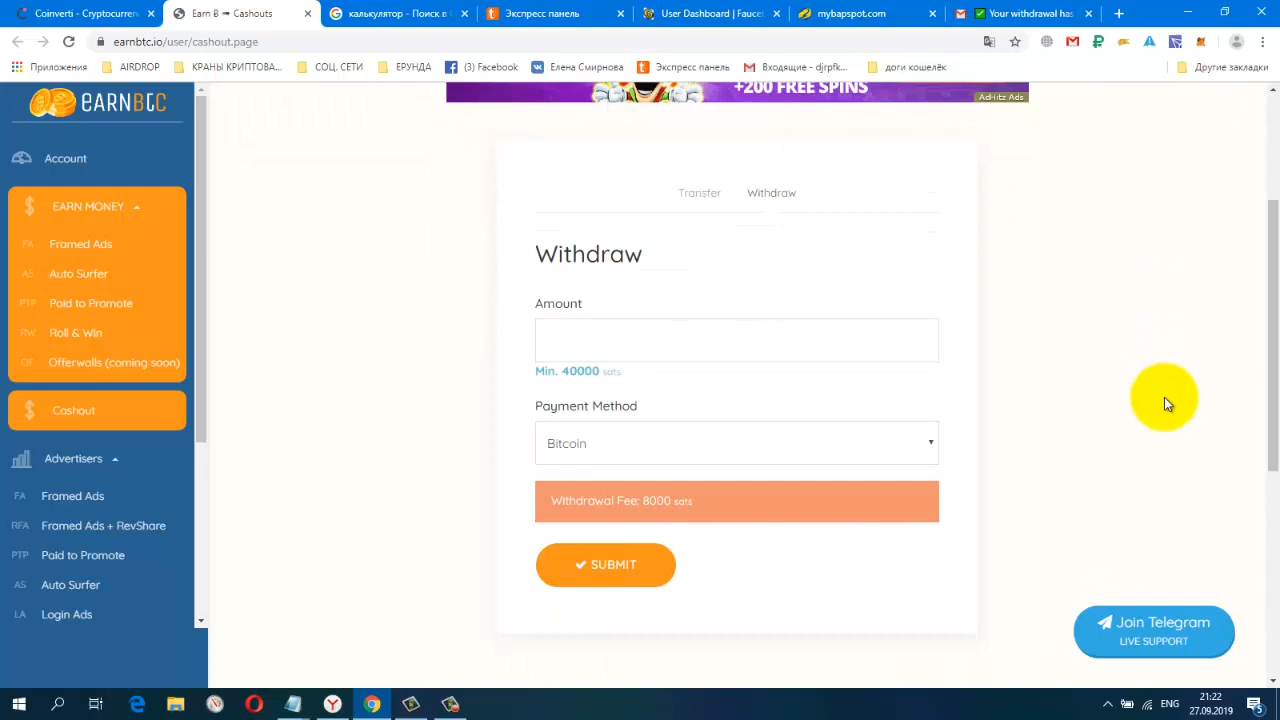 Coinverti - Cryptocurrenc
Earn B ⇒ Cashouts
калькулятор - Поиск в G
Экспресс панель
User Dashboard | Fauce
mybapspot.com
Your withdrawal has
earnbtc.io/user/cashout.page
Приложения
AIRDROP
КРАНЫ КРИПТОВА...
СОЦ. СЕТИ
ЕРУНДА
(3) Facebook
Елена Смирнова
Экспресс панель
Входящие - djrpfk...
доги кошелёк
Другие закладки
EARNBTC
+200 FREE SPINS
AdHitz Ads
Account
$ EARN MONEY
FA Framed Ads
AS Auto Surfer
PTP Paid to Promote
RW Roll & Win
OF Offerwalls (coming soon)
$ Cashout
Advertisers
FA Framed Ads
RFA Framed Ads + RevShare
PTP Paid to Promote
AS Auto Surfer
LA Login Ads
Transfer
Withdraw
Withdraw
Amount
Min. 40000 sats
Payment Method
Bitcoin
Withdrawal Fee: 8000 sats
SUBMIT
Join Telegram
LIVE SUPPORT
ENG
21:22
27.09.2019